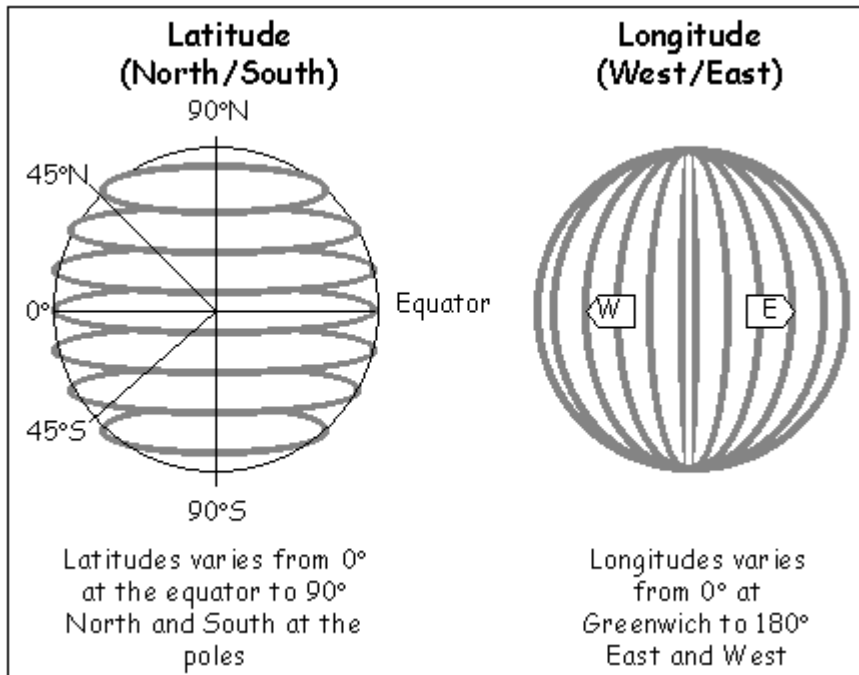 Latitude
(North/South)
90°N
45°N
0°
Equator
45°S
90°S
Latitudes varies from 0°
at the equator to 90°
North and South at the
poles
Longitude
(West/East)
W
E
Longitudes varies
from 0° at
Greenwich to 180°
East and West